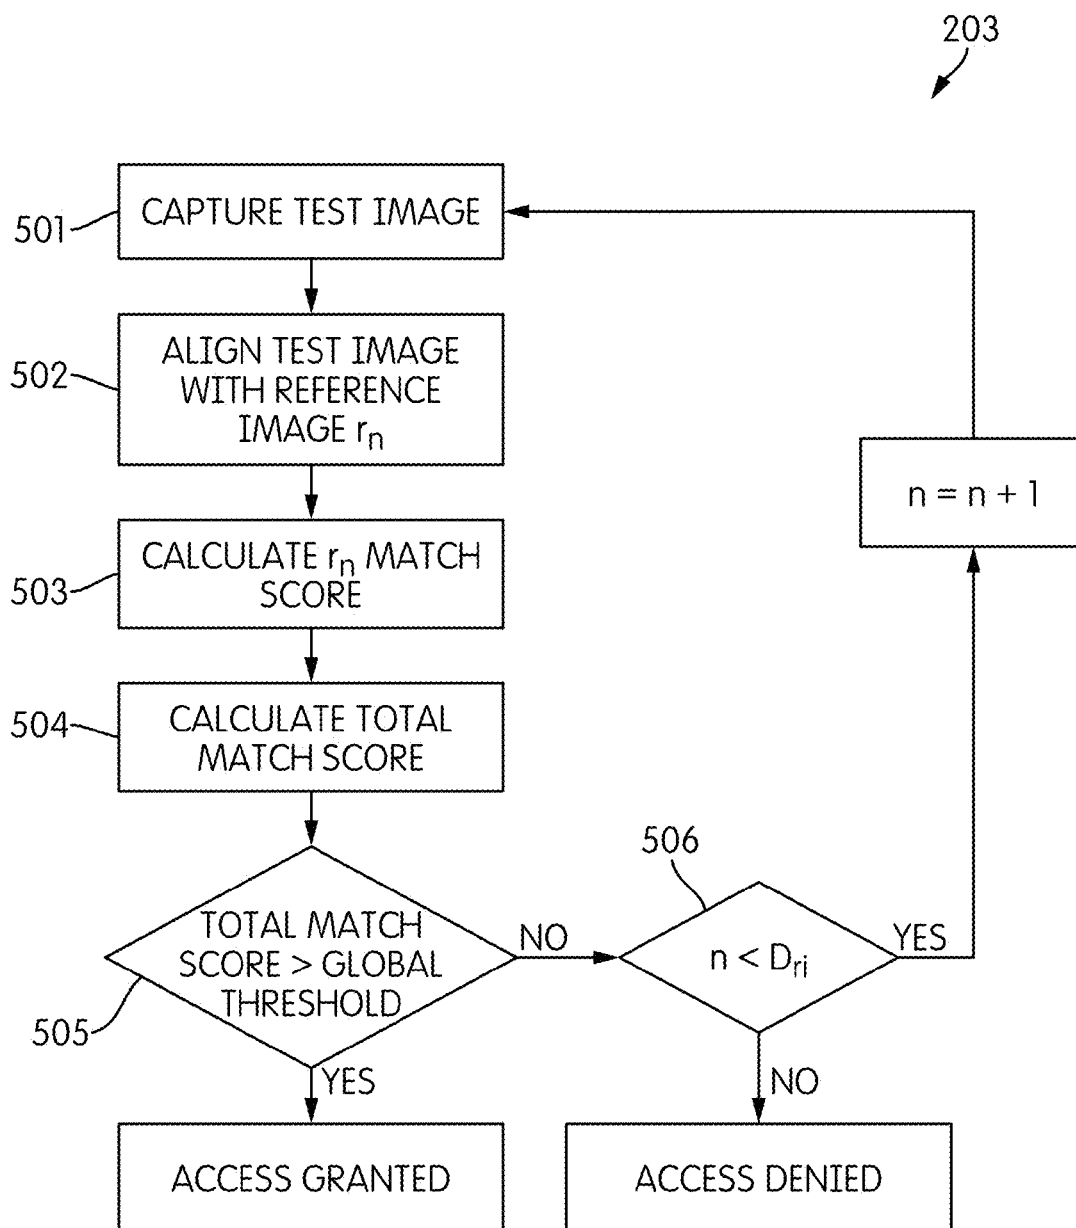 203
501
CAPTURE TEST IMAGE
502
ALIGN TEST IMAGE
WITH REFERENCE
IMAGE rn
n = n + 1
503
CALCULATE rn MATCH
SCORE
504
CALCULATE TOTAL
MATCH SCORE
506
505
TOTAL MATCH
SCORE > GLOBAL
THRESHOLD
NO
n < Dri
YES
YES
NO
ACCESS GRANTED
ACCESS DENIED